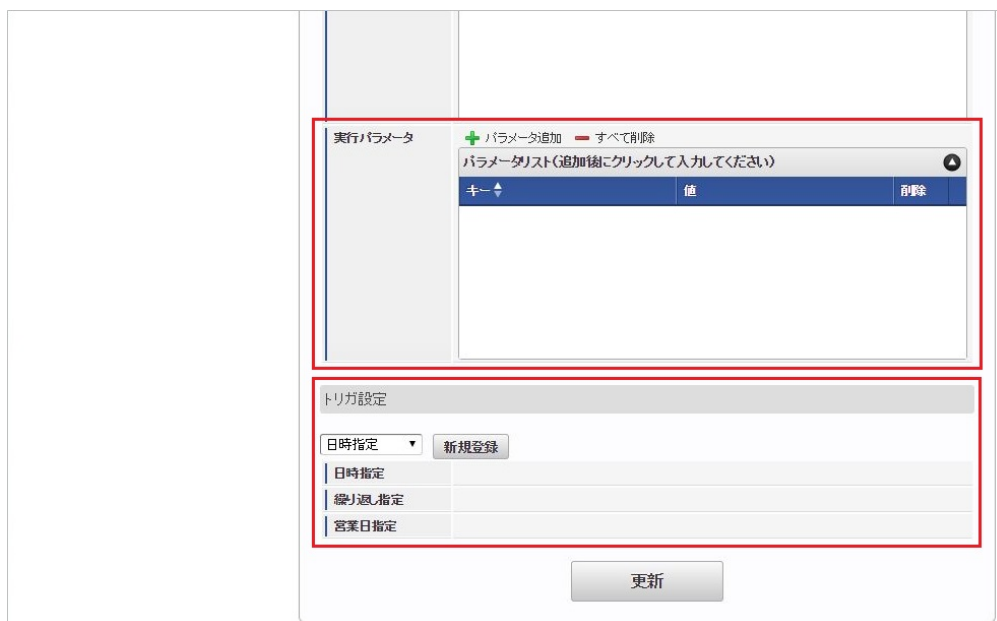 実行パラメータ
パラメータ追加 すべて削除
パラメータリスト(追加後にクリックして入力してください)
キー 値 削除
トリガ設定
日時指定 新規登録
日時指定
繰り返し指定
営業日指定
更新